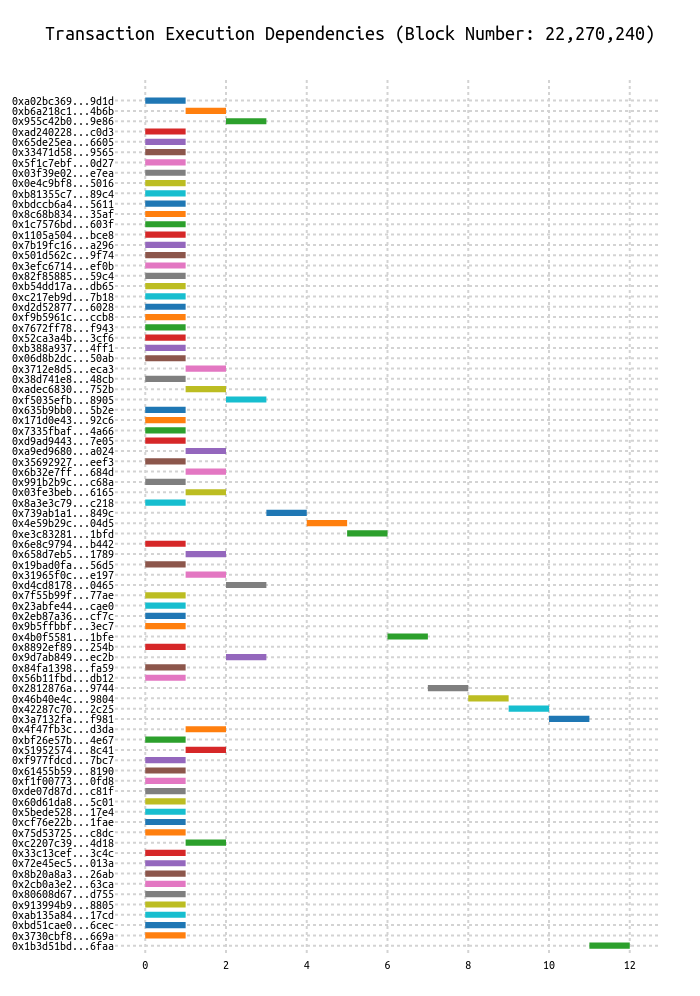 Transaction Execution Dependencies (Block Number: 22,270,240)
0xa02bc369...9d1d
0xb6a218c1...4b6b
0x955c42b0...9e86
0xad240228...c0d3
0x65de25ea...6605
0x33471d58...9565
0x5f1c7ebf...0d27
0x03f39e02...e7ea
0x0e4c9bf8...5016
0xb81355c7...89c4
0xbdccb6a4...5611
0x8c68b834...35af
0x1c7576bd...603f
0x1105a504...bce8
0x7b19fc16...a296
0x501d562c...9f74
0x3efc6714...ef0b
0x82f85885...59c4
0xb54dd17a...db65
0xc217eb9d...7b18
0xd2d52877...6028
0xf9b5961c...ccb8
0x7672ff78...f943
0x52ca3a4b...3cf6
0xb388a937...4ff1
0x06d8b2dc...50ab
0x3712e8d5...eca3
0x38d741e8...48cb
0xadec6830...752b
0xf5035efb...8905
0x635b9bb0...5b2e
0x171d0e43...92c6
0x7335fbaf...4a66
0xd9ad9443...7e05
0xa9ed9680...a024
0x35692927...eef3
0x6b32e7ff...684d
0x991b2b9c...c68a
0x03fe3beb...6165
0x8a3e3c79...c218
0x739ab1a1...849c
0x4e59b29c...04d5
0xe3c83281...1bfd
0x6e8c9794...b442
0x658d7eb5...1789
0x19bad0fa...56d5
0x31965f0c...e197
0xd4cd8178...0465
0x7f55b99f...77ae
0x23abfe44...cae0
0x2eb87a36...cf7c
0x9b5ffbbf...3ec7
0x4b0f5581...1bfe
0x8892ef89...254b
0x9d7ab849...ec2b
0x84fa1398...fa59
0x56b11fbd...db12
0x2812876a...9744
0x46b40e4c...9804
0x42287c70...2c25
0x3a7132fa...f981
0x4f47fb3c...d3da
0xbf26e57b...4e67
0x51952574...8c41
0xf977fdcd...7bc7
0x61455b59...8190
0xf1f00773...0fd8
0xde07d87d...c81f
0x60d61da8...5c01
0x5bede528...17e4
0xcf76e22b...1fae
0x75d53725...c8dc
0xc2207c39...4d18
0x33c13cef...3c4c
0x72e45ec5...013a
0x8b20a8a3...26ab
0x2cb0a3e2...63ca
0x80608d67...d755
0x913994b9...8805
0xab135a84...17cd
0xbd51cae0...6cec
0x3730cbf8...669a
0x1b3d51bd...6faa
0 2 4 6 8 10 12